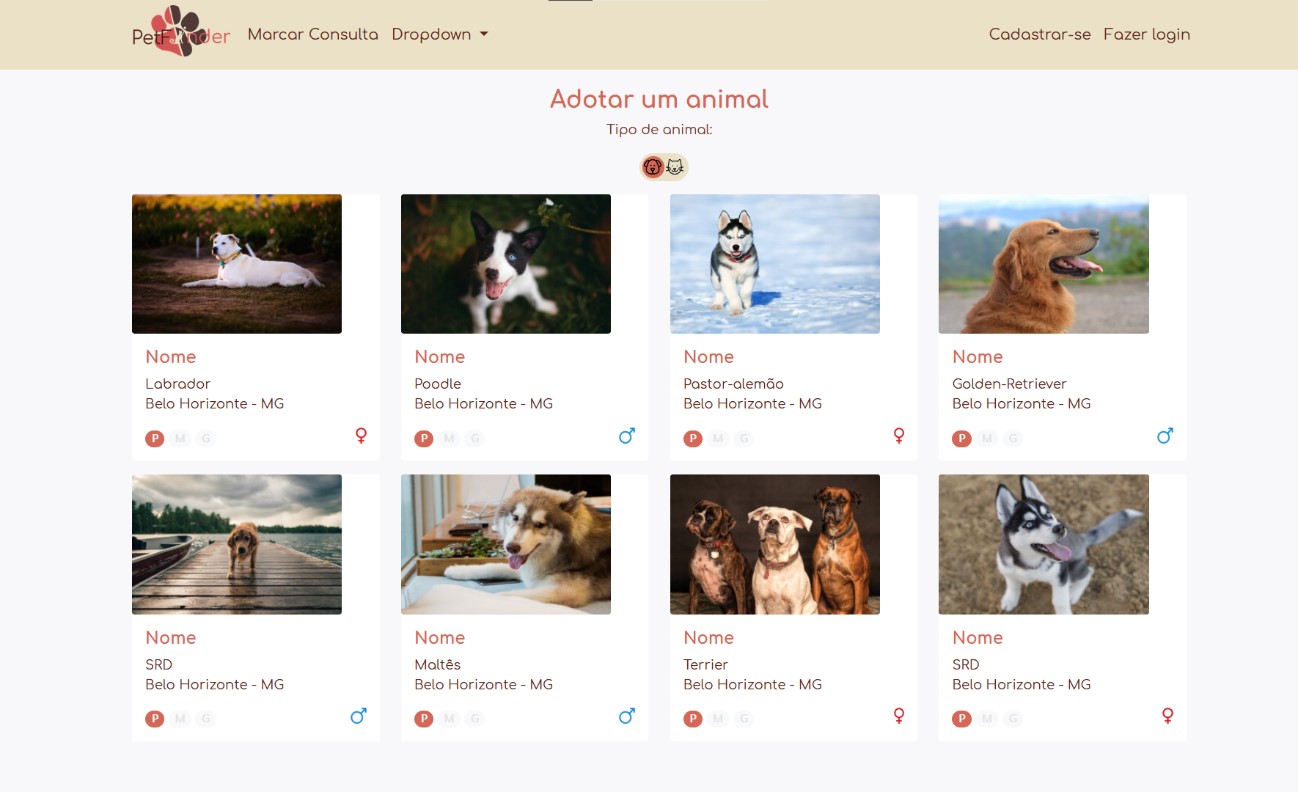 PetFinder Marcar Consulta Dropdown Cadastrar-se Fazer login
Adotar um animal
Tipo de animal:
Nome
Labrador
Belo Horizonte - MG
P M G
Nome
Poodle
Belo Horizonte - MG
P M G
Nome
Pastor-alemão
Belo Horizonte - MG
P M G
Nome
Golden-Retriever
Belo Horizonte - MG
P M G
Nome
SRD
Belo Horizonte - MG
P M G
Nome
Maltês
Belo Horizonte - MG
P M G
Nome
Terrier
Belo Horizonte - MG
P M G
Nome
SRD
Belo Horizonte - MG
P M G